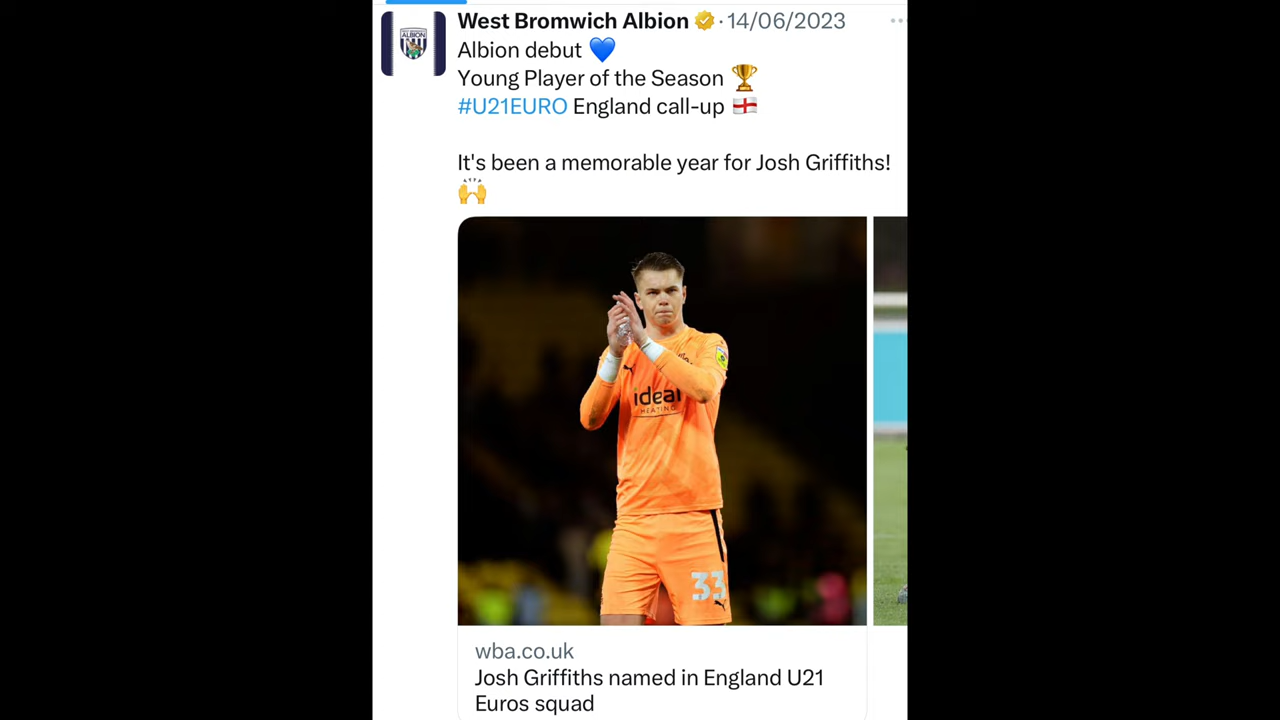 West Bromwich Albion · 14/06/2023
Albion debut 💙
Young Player of the Season 🏆
#U21EURO England call-up 🏴󠁧󠁢󠁥󠁮󠁧󠁿
It's been a memorable year for Josh Griffiths!
🙌
ALBION
ideal
HEATING
33
wba.co.uk
Josh Griffiths named in England U21
Euros squad